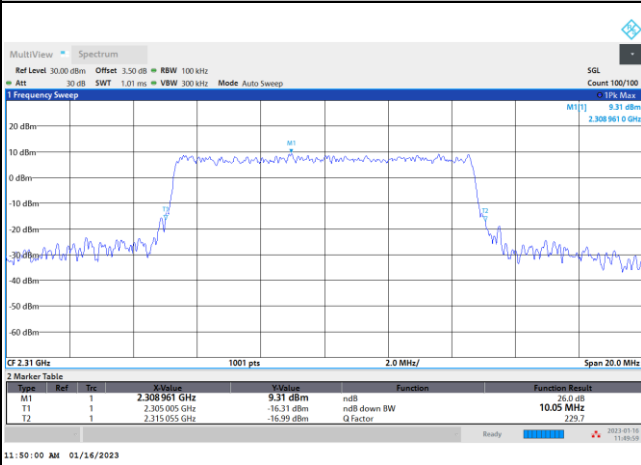 MultiView Spectrum
Ref Level 30.00 dBm Offset 3.50 dB RBW 100 kHz SGL
Att 30 dB SWT 1.01 ms VBW 300 kHz Mode Auto Sweep Count 100/100
1 Frequency Sweep 1Pk Max
M1[1] 9.31 dBm
2.308 961 0 GHz
20 dBm
M1
10 dBm
0 dBm
-10 dBm
T2
-20 dBm
-40 dBm
-50 dBm
-60 dBm
CF 2.31 GHz 1001 pts 2.0 MHz/ Span 20.0 MHz
2 Marker Table
Type Ref Trc X-Value Y-Value Function Function Result
M1 1 2.308 961 GHz 9.31 dBm ndB 26.0 dB
T1 1 2.305 005 GHz -16.31 dBm ndB down BW 10.05 MHz
T2 1 2.315 055 GHz -16.99 dBm Q Factor 229.7
Ready 2023-01-16
11:49:59
11:50:00 AM 01/16/2023